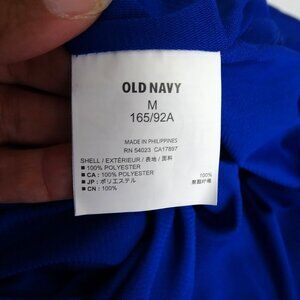 OLD NAVY
M
165/92A
MADE IN PHILIPPINES
RN 54023 CA17897
SHELL / EXTÉRIEUR / 表地 / 面料
■ 100% POLYESTER
■ CA : 100% POLYESTER
■ JP : ポリエステル 100%
■ CN : 100%